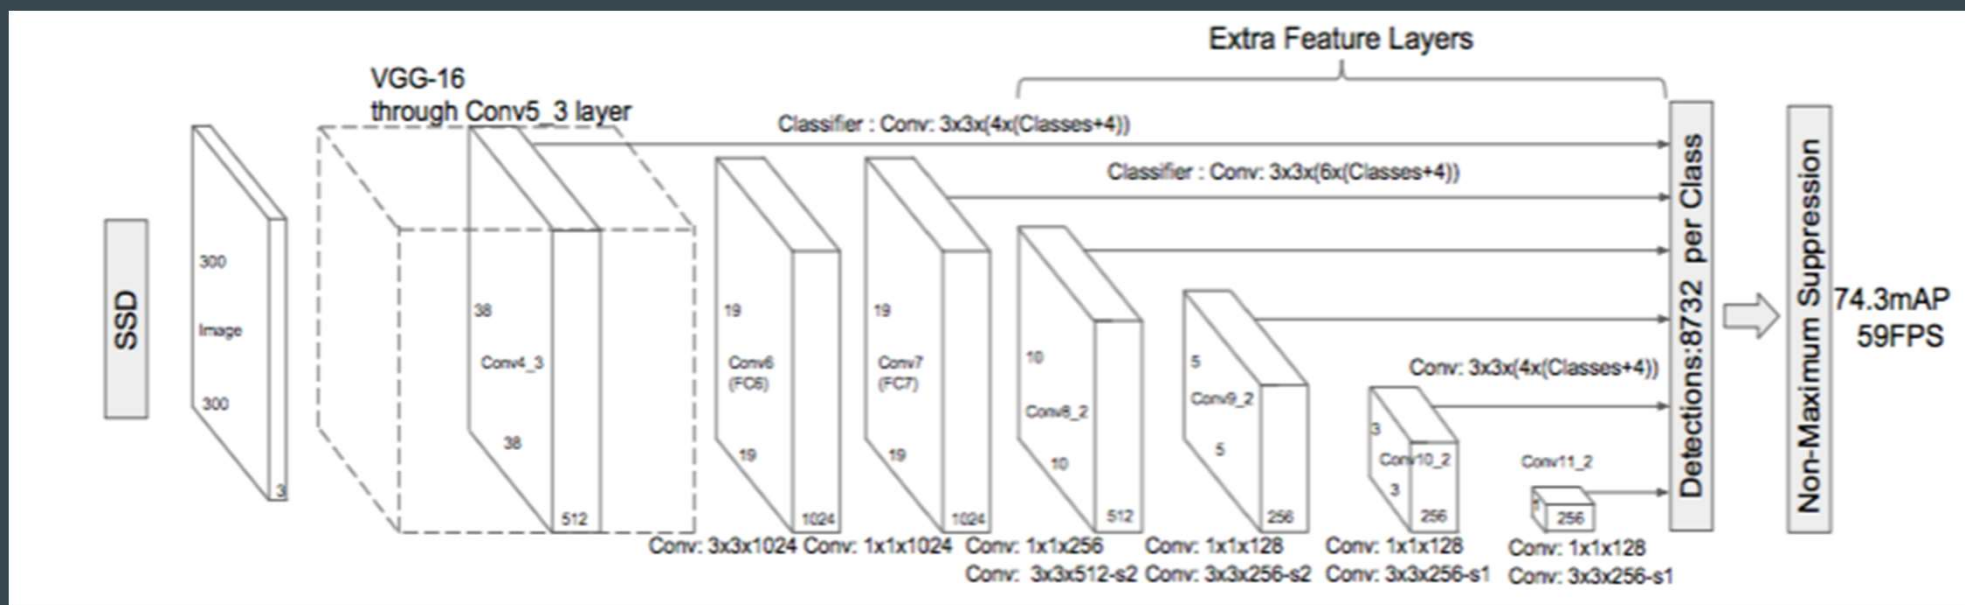 Extra Feature Layers
VGG-16
through Conv5_3 layer
Classifier : Conv: 3x3x(4x(Classes+4))
Classifier : Conv: 3x3x(6x(Classes+4))
SSD
300
Image
300
3
38
Conv4_3
38
512
19
Conv6
(FC6)
19
1024
19
Conv7
(FC7)
19
1024
10
Conv8_2
10
512
5
Conv9_2
5
256
Conv: 3x3x(4x(Classes+4))
3
Conv10_2
3
256
Conv11_2
1
256
Detections:8732 per Class
Non-Maximum Suppression
74.3mAP
59FPS
Conv: 3x3x1024
Conv: 1x1x1024
Conv: 1x1x256
Conv: 3x3x512-s2
Conv: 1x1x128
Conv: 3x3x256-s2
Conv: 1x1x128
Conv: 3x3x256-s1
Conv: 1x1x128
Conv: 3x3x256-s1